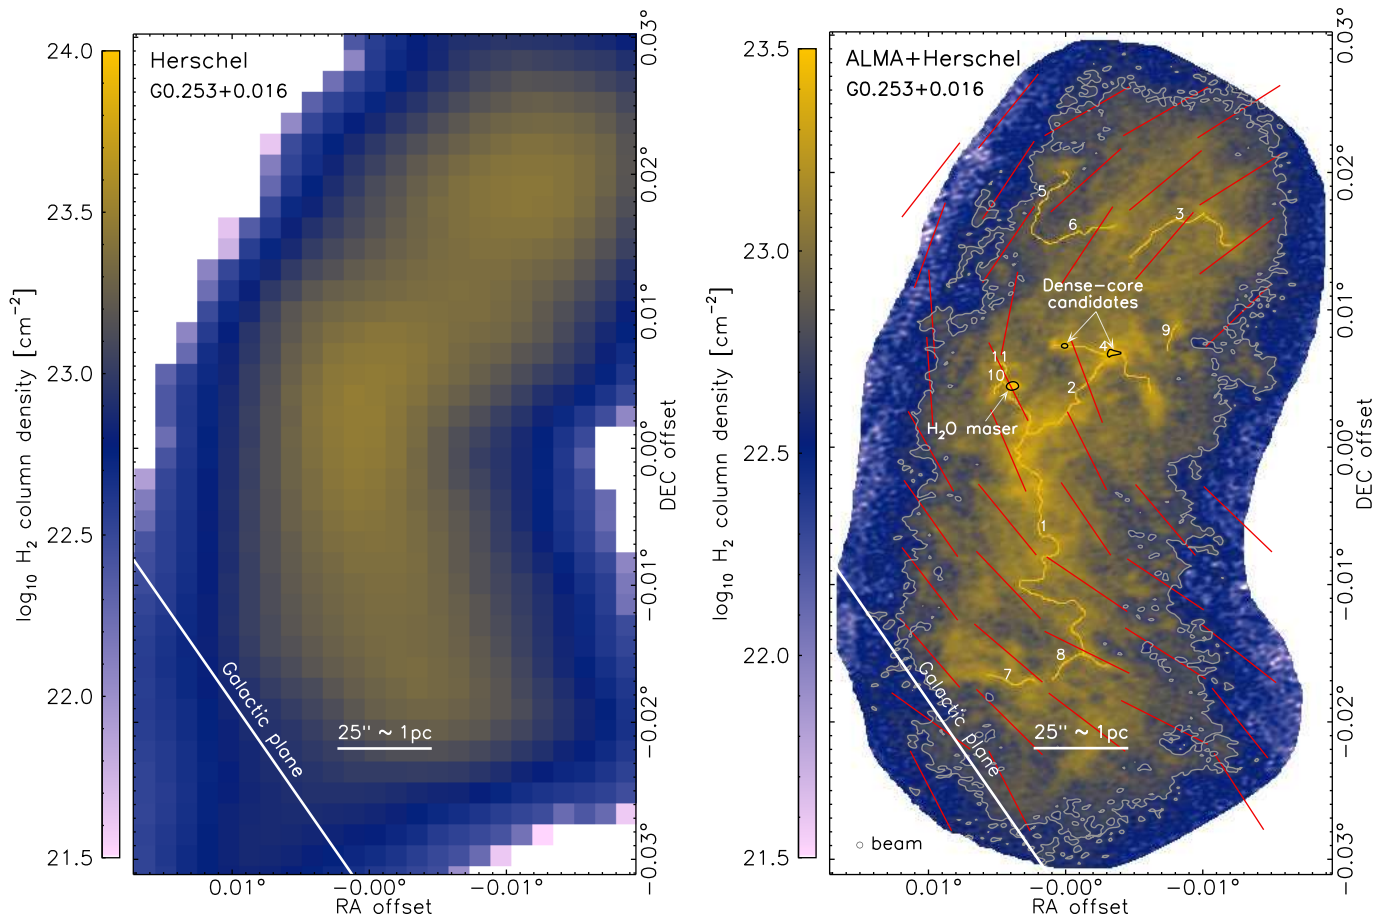 Herschel
G0.253+0.016
24.0
23.5
23.0
22.5
22.0
21.5
log₁₀ H₂ column density [cm⁻²]
Galactic plane
25" ~ 1pc
0.01°
−0.00°
−0.01°
RA offset
0.03°
0.02°
0.01°
0.00°
−0.01°
−0.02°
−0.03°
DEC offset
ALMA+Herschel
G0.253+0.016
23.5
23.0
22.5
22.0
21.5
log₁₀ H₂ column density [cm⁻²]
5
6
3
Dense−core
candidates
9
4
11
10
2
H₂O maser
1
8
7
Galactic plane
25" ~ 1pc
beam
0.01°
−0.00°
−0.01°
RA offset
0.03°
0.02°
0.01°
0.00°
−0.01°
−0.02°
−0.03°
DEC offset